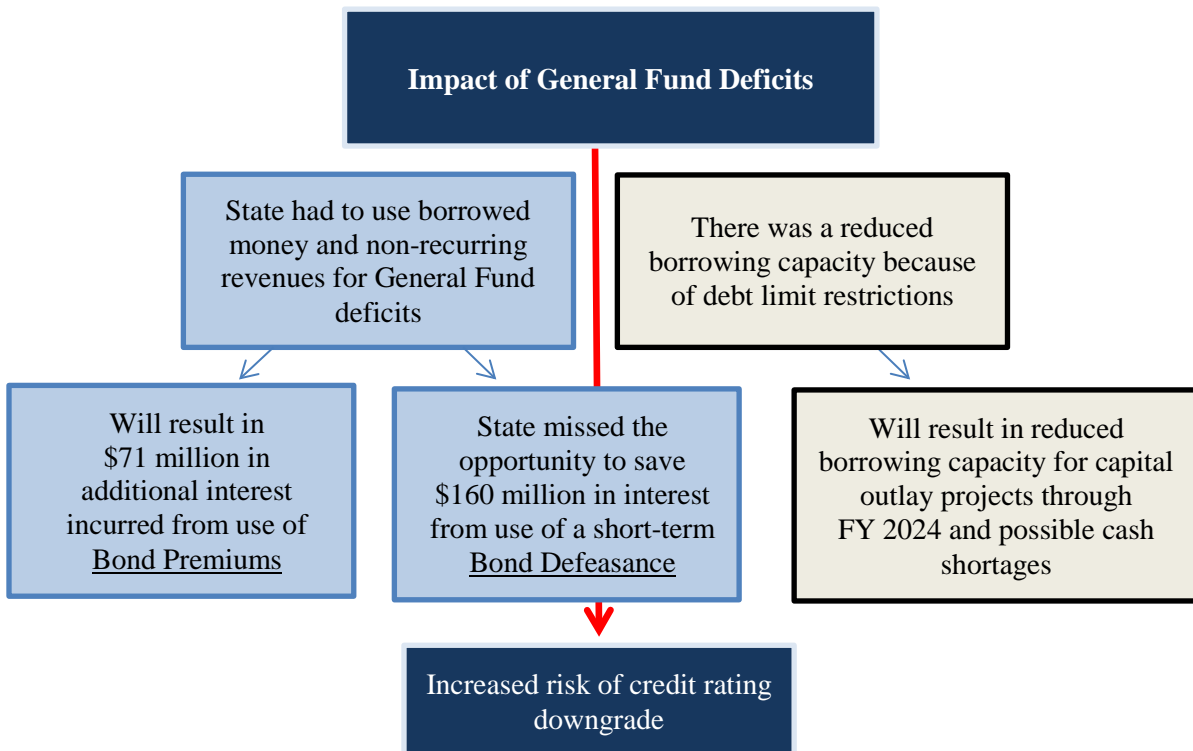 Impact of General Fund Deficits
State had to use borrowed
money and non-recurring
revenues for General Fund
deficits
There was a reduced
borrowing capacity because
of debt limit restrictions
Will result in
$71 million in
additional interest
incurred from use of
Bond Premiums
State missed the
opportunity to save
$160 million in interest
from use of a short-term
Bond Defeasance
Will result in reduced
borrowing capacity for capital
outlay projects through
FY 2024 and possible cash
shortages
Increased risk of credit rating
downgrade